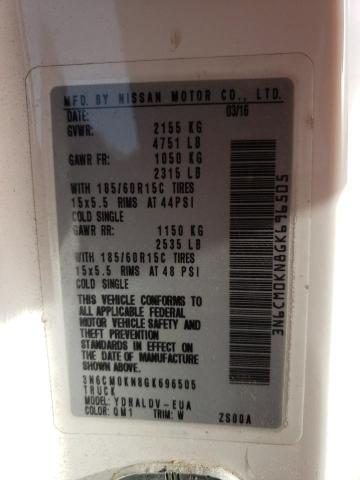 MFD. BY NISSAN MOTOR CO., LTD.
DATE: 03/16
GVWR: 2155 KG
4751 LB
GAWR FR: 1050 KG
2315 LB
WITH 185/60R15C TIRES
15x5.5 RIMS AT 44PSI
COLD SINGLE
GAWR RR: 1150 KG
2535 LB
WITH 185/60R15C TIRES
15x5.5 RIMS AT 48 PSI
COLD SINGLE
THIS VEHICLE CONFORMS TO
ALL APPLICABLE FEDERAL
MOTOR VEHICLE SAFETY AND
THEFT PREVENTION
STANDARDS IN EFFECT ON
THE DATE OF MANUFACTURE
SHOWN ABOVE.
3N6CM0KN8GK696505
TRUCK
MODEL: YDRALDV-EUA
COLOR: QM1 TRIM: W ZS00A
3N6CM0KN8GK696505